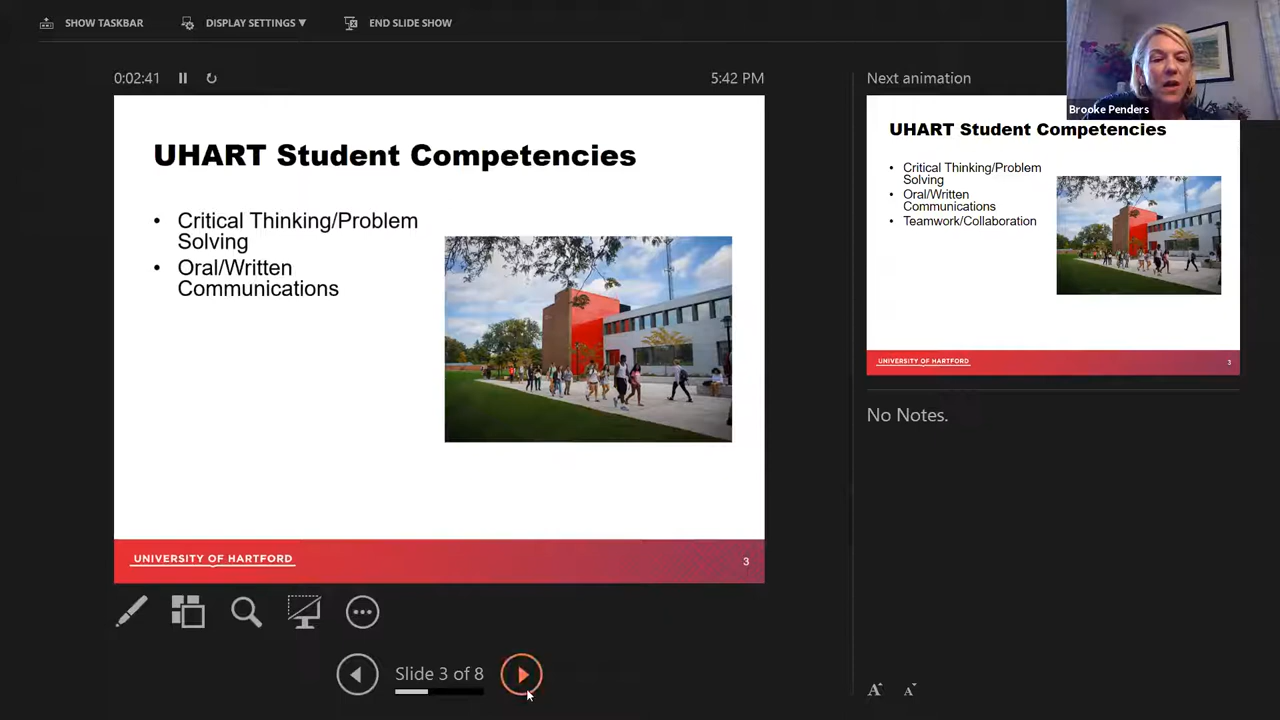 SHOW TASKBAR
DISPLAY SETTINGS ▼
END SLIDE SHOW
0:02:41
5:42 PM
UHART Student Competencies
• Critical Thinking/Problem
Solving
• Oral/Written
Communications
UNIVERSITY OF HARTFORD
3
Slide 3 of 8
Next animation
Brooke Penders
UHART Student Competencies
• Critical Thinking/Problem
Solving
• Oral/Written
Communications
• Teamwork/Collaboration
UNIVERSITY OF HARTFORD
3
No Notes.
A A